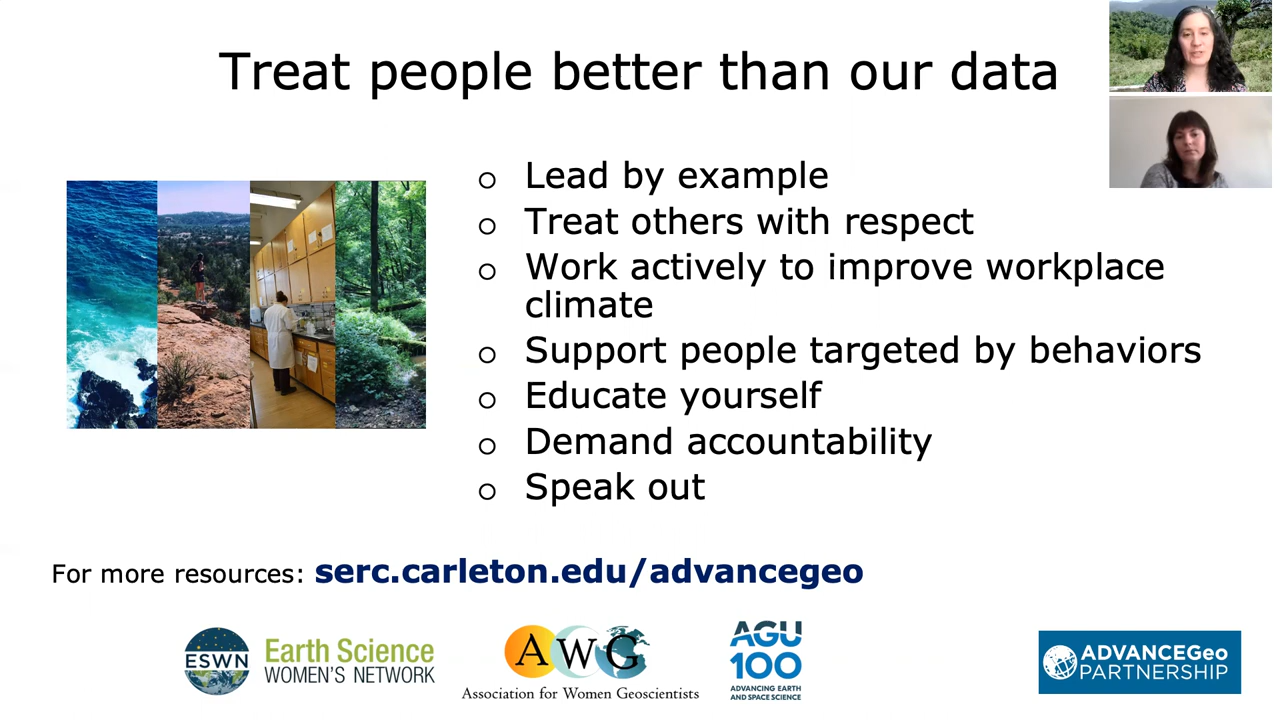 Treat people better than our data
Lead by example
Treat others with respect
Work actively to improve workplace
climate
Support people targeted by behaviors
Educate yourself
Demand accountability
Speak out
For more resources: serc.carleton.edu/advancegeo
ESWN
Earth Science
WOMEN'S NETWORK
AWG
Association for Women Geoscientists
AGU
100
ADVANCING EARTH
AND SPACE SCIENCE
ADVANCEGeo
PARTNERSHIP